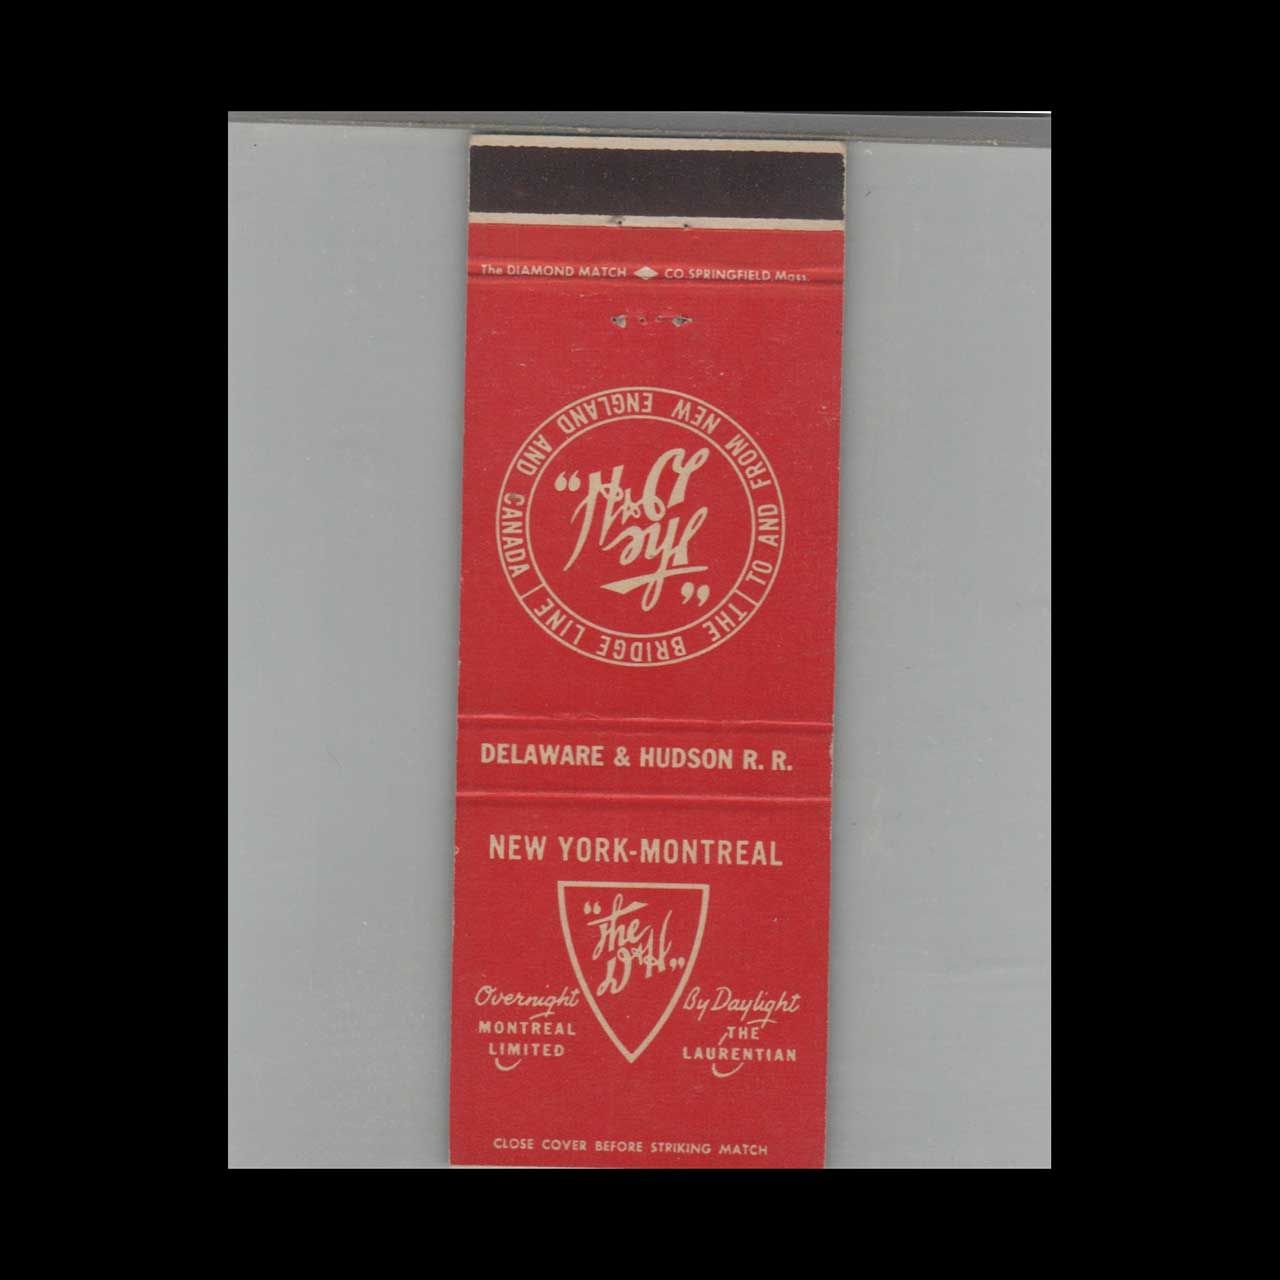 The DIAMOND MATCH CO. SPRINGFIELD, Mass.
THE BRIDGE LINE | TO AND FROM NEW ENGLAND AND CANADA |
"The
D&H"
DELAWARE & HUDSON R. R.
NEW YORK-MONTREAL
"The
D&H"
Overnight
MONTREAL
LIMITED
By Daylight
THE
LAURENTIAN
CLOSE COVER BEFORE STRIKING MATCH